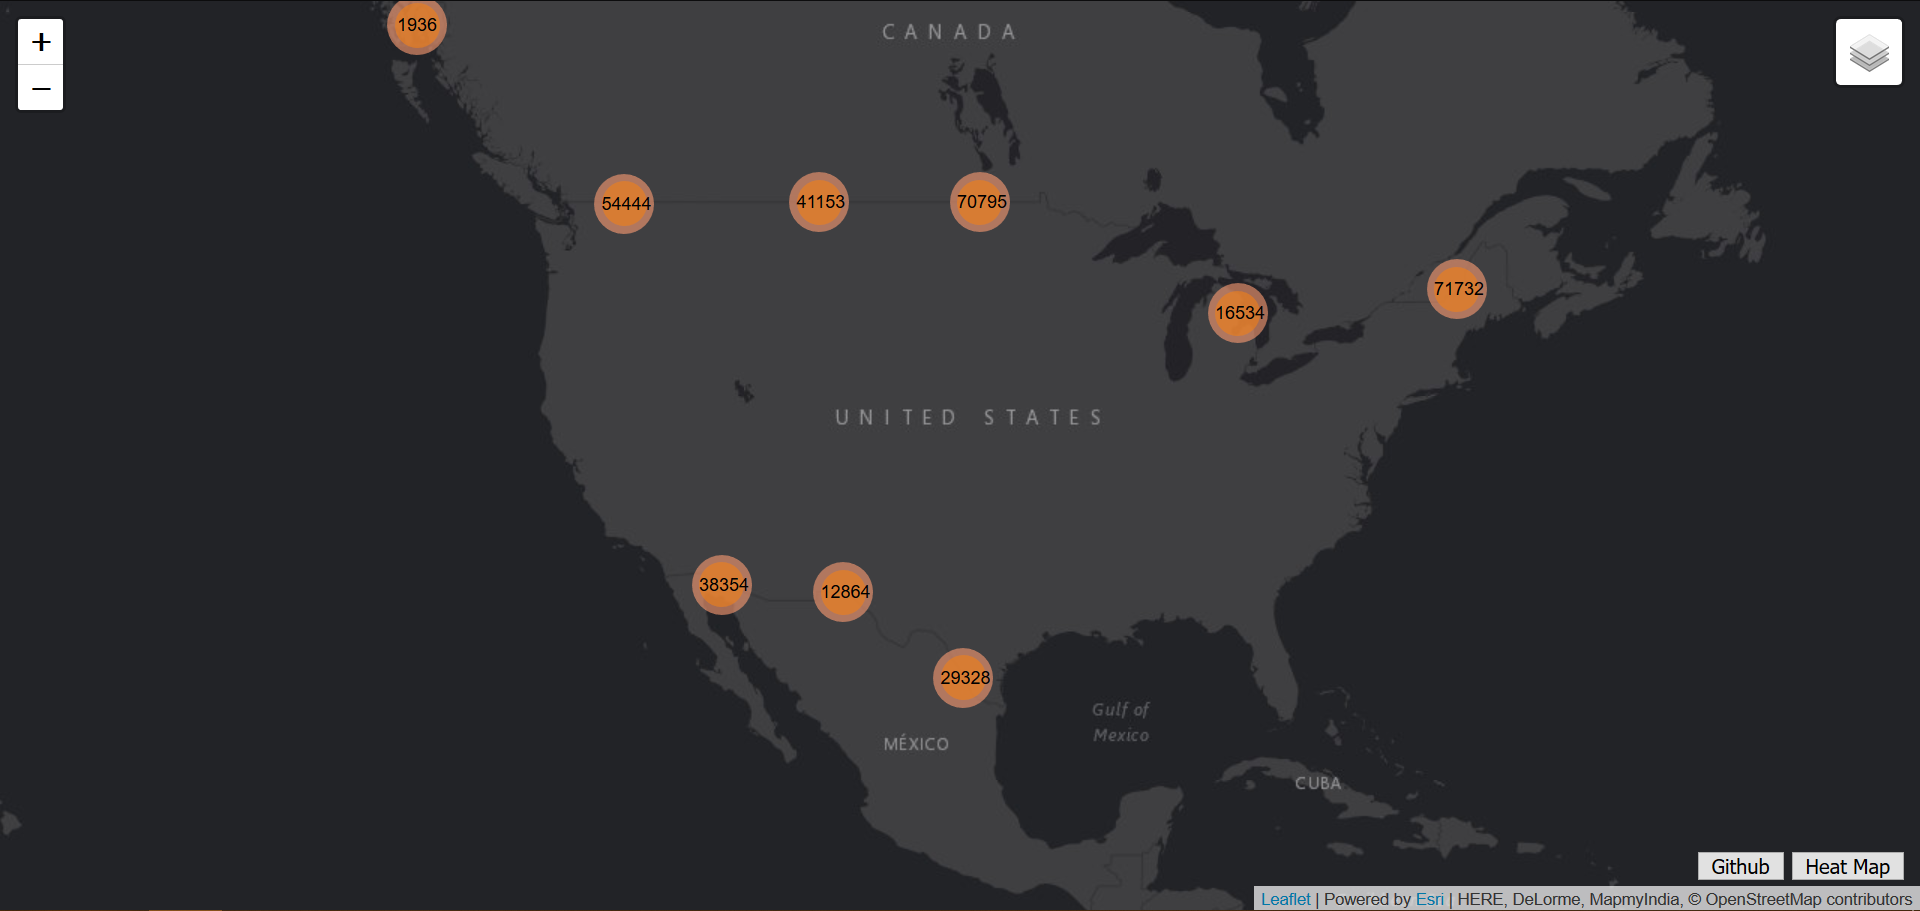 1936
+
−
CANADA
54444
41153
70795
71732
16534
UNITED STATES
38354
12864
29328
Gulf of
Mexico
MÉXICO
CUBA
Github
Heat Map
Leaflet | Powered by Esri | HERE, DeLorme, MapmyIndia, © OpenStreetMap contributors